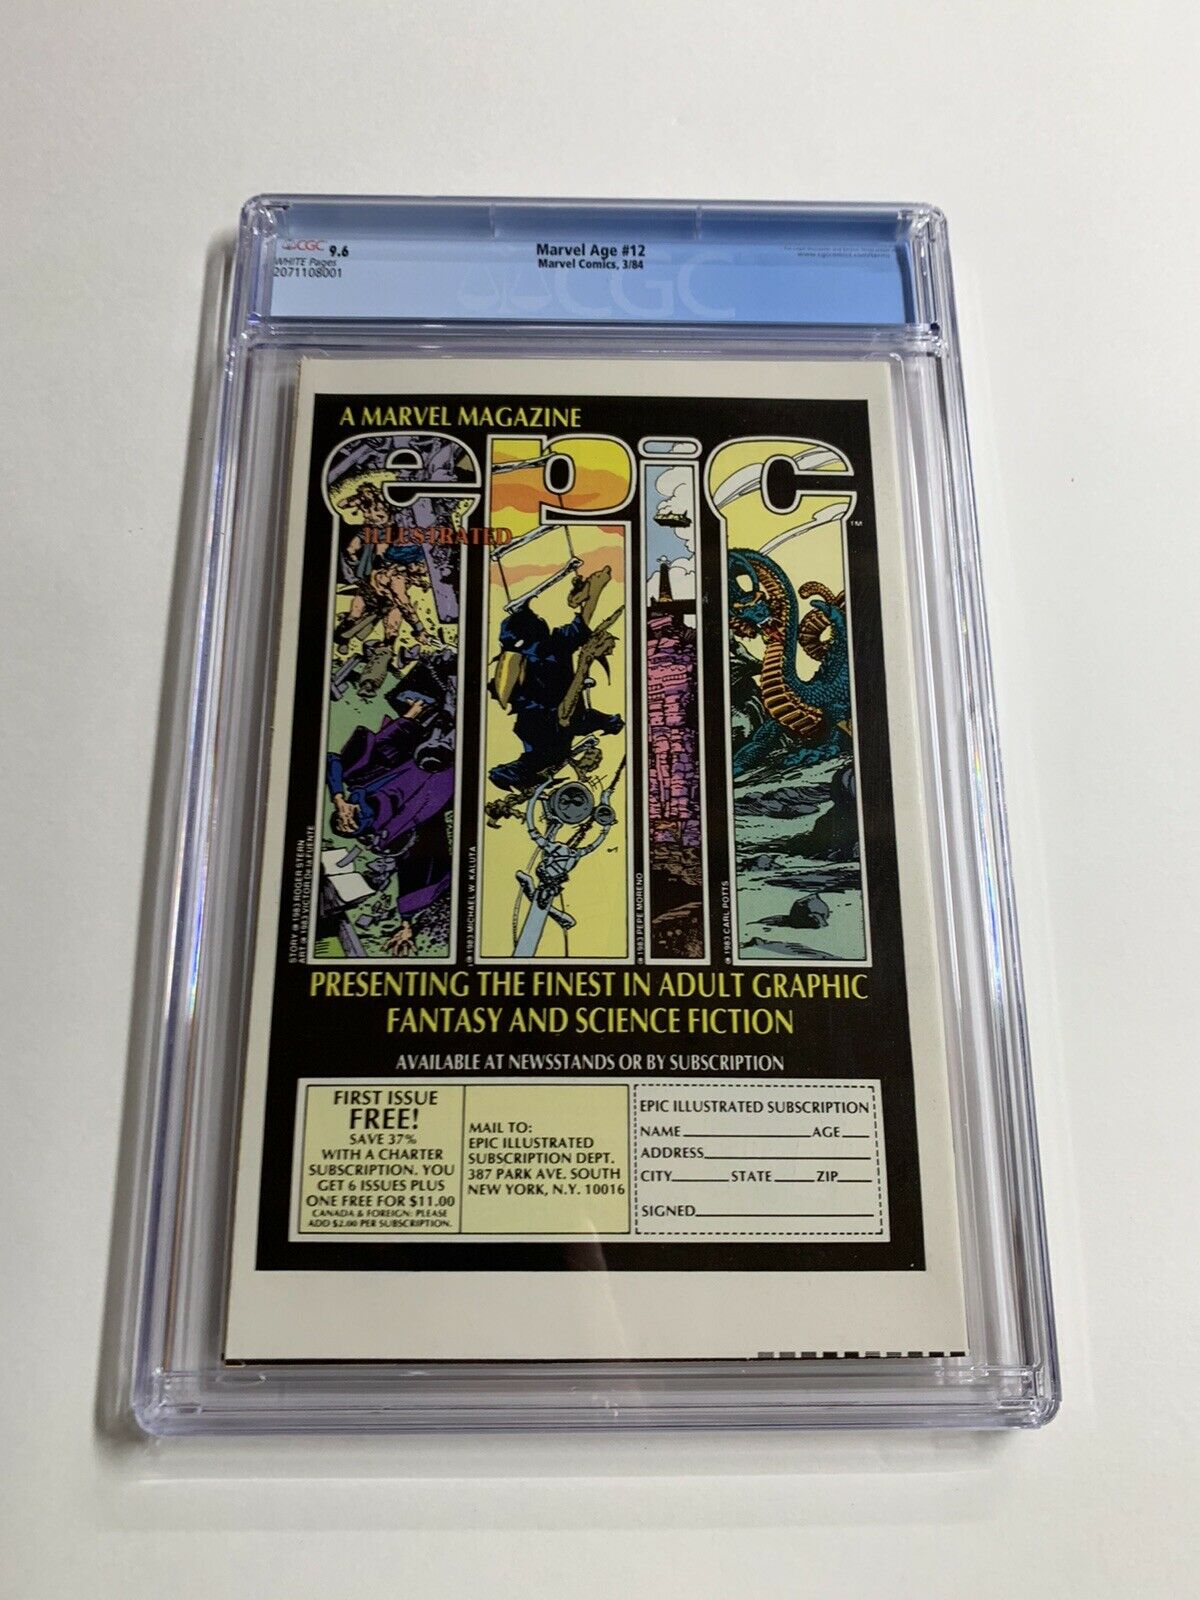 CGC 9.6
WHITE Pages
2071108001
Marvel Age #12
Marvel Comics, 3/84
www.cgccomics.com/terms
CGC
A MARVEL MAGAZINE
epic
TM
ILLUSTRATED
STORY © 1983 ROGER STERN
ART © 1983 VICTOR De la FUENTE
© 1983 MICHAEL W. KALUTA
© 1983 PEPE MORENO
© 1983 CARL POTTS
PRESENTING THE FINEST IN ADULT GRAPHIC
FANTASY AND SCIENCE FICTION
AVAILABLE AT NEWSSTANDS OR BY SUBSCRIPTION
FIRST ISSUE
FREE!
SAVE 37%
WITH A CHARTER
SUBSCRIPTION. YOU
GET 6 ISSUES PLUS
ONE FREE FOR $11.00
CANADA & FOREIGN: PLEASE
ADD $2.00 PER SUBSCRIPTION.
MAIL TO:
EPIC ILLUSTRATED
SUBSCRIPTION DEPT.
387 PARK AVE. SOUTH
NEW YORK, N.Y. 10016
EPIC ILLUSTRATED SUBSCRIPTION
NAME AGE
ADDRESS
CITY STATE ZIP
SIGNED